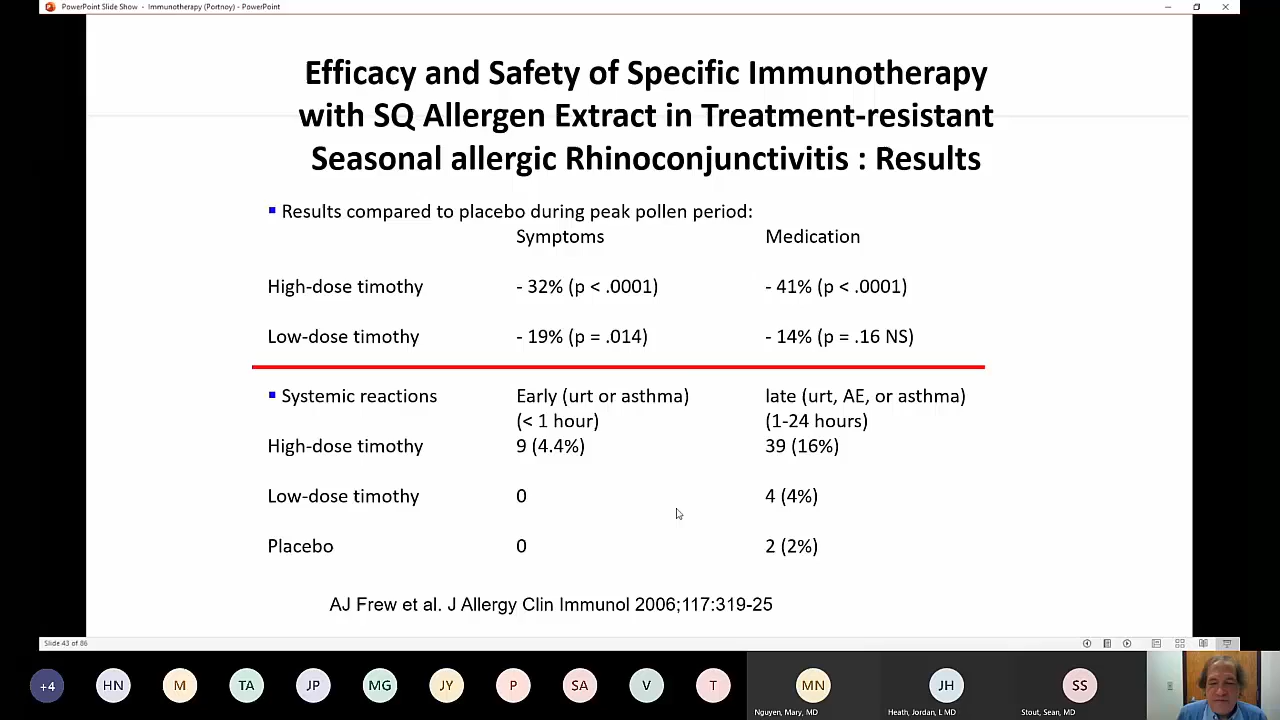 PowerPoint Slide Show - Immunotherapy (Portnoy) - PowerPoint
Efficacy and Safety of Specific Immunotherapy
with SQ Allergen Extract in Treatment-resistant
Seasonal allergic Rhinoconjunctivitis : Results
Results compared to placebo during peak pollen period:
Symptoms Medication
High-dose timothy - 32% (p < .0001) - 41% (p < .0001)
Low-dose timothy - 19% (p = .014) - 14% (p = .16 NS)
Systemic reactions Early (urt or asthma) late (urt, AE, or asthma)
(< 1 hour) (1-24 hours)
High-dose timothy 9 (4.4%) 39 (16%)
Low-dose timothy 0 4 (4%)
Placebo 0 2 (2%)
AJ Frew et al. J Allergy Clin Immunol 2006;117:319-25
Slide 43 of 86
+4 HN M TA JP MG JY P SA V T MN JH SS
Nguyen, Mary, MD Heath, Jordan, L MD Stout, Sean, MD